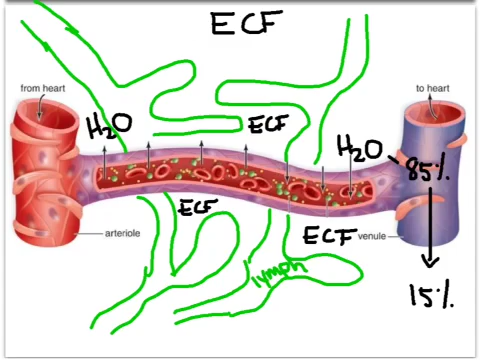 ECF
from heart
to heart
H₂O
ECF
H₂O
85%
ECF
arteriole
ECF
venule
lymph
15%